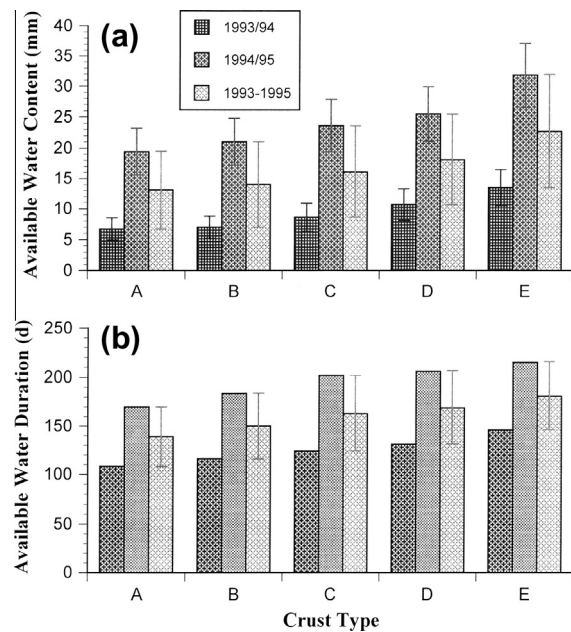 (a)
1993/94
1994/95
1993-1995
Available Water Content (mm)
40
35
30
25
20
15
10
5
0
A B C D E
(b)
Available Water Duration (d)
250
200
150
100
50
0
A B C D E
Crust Type